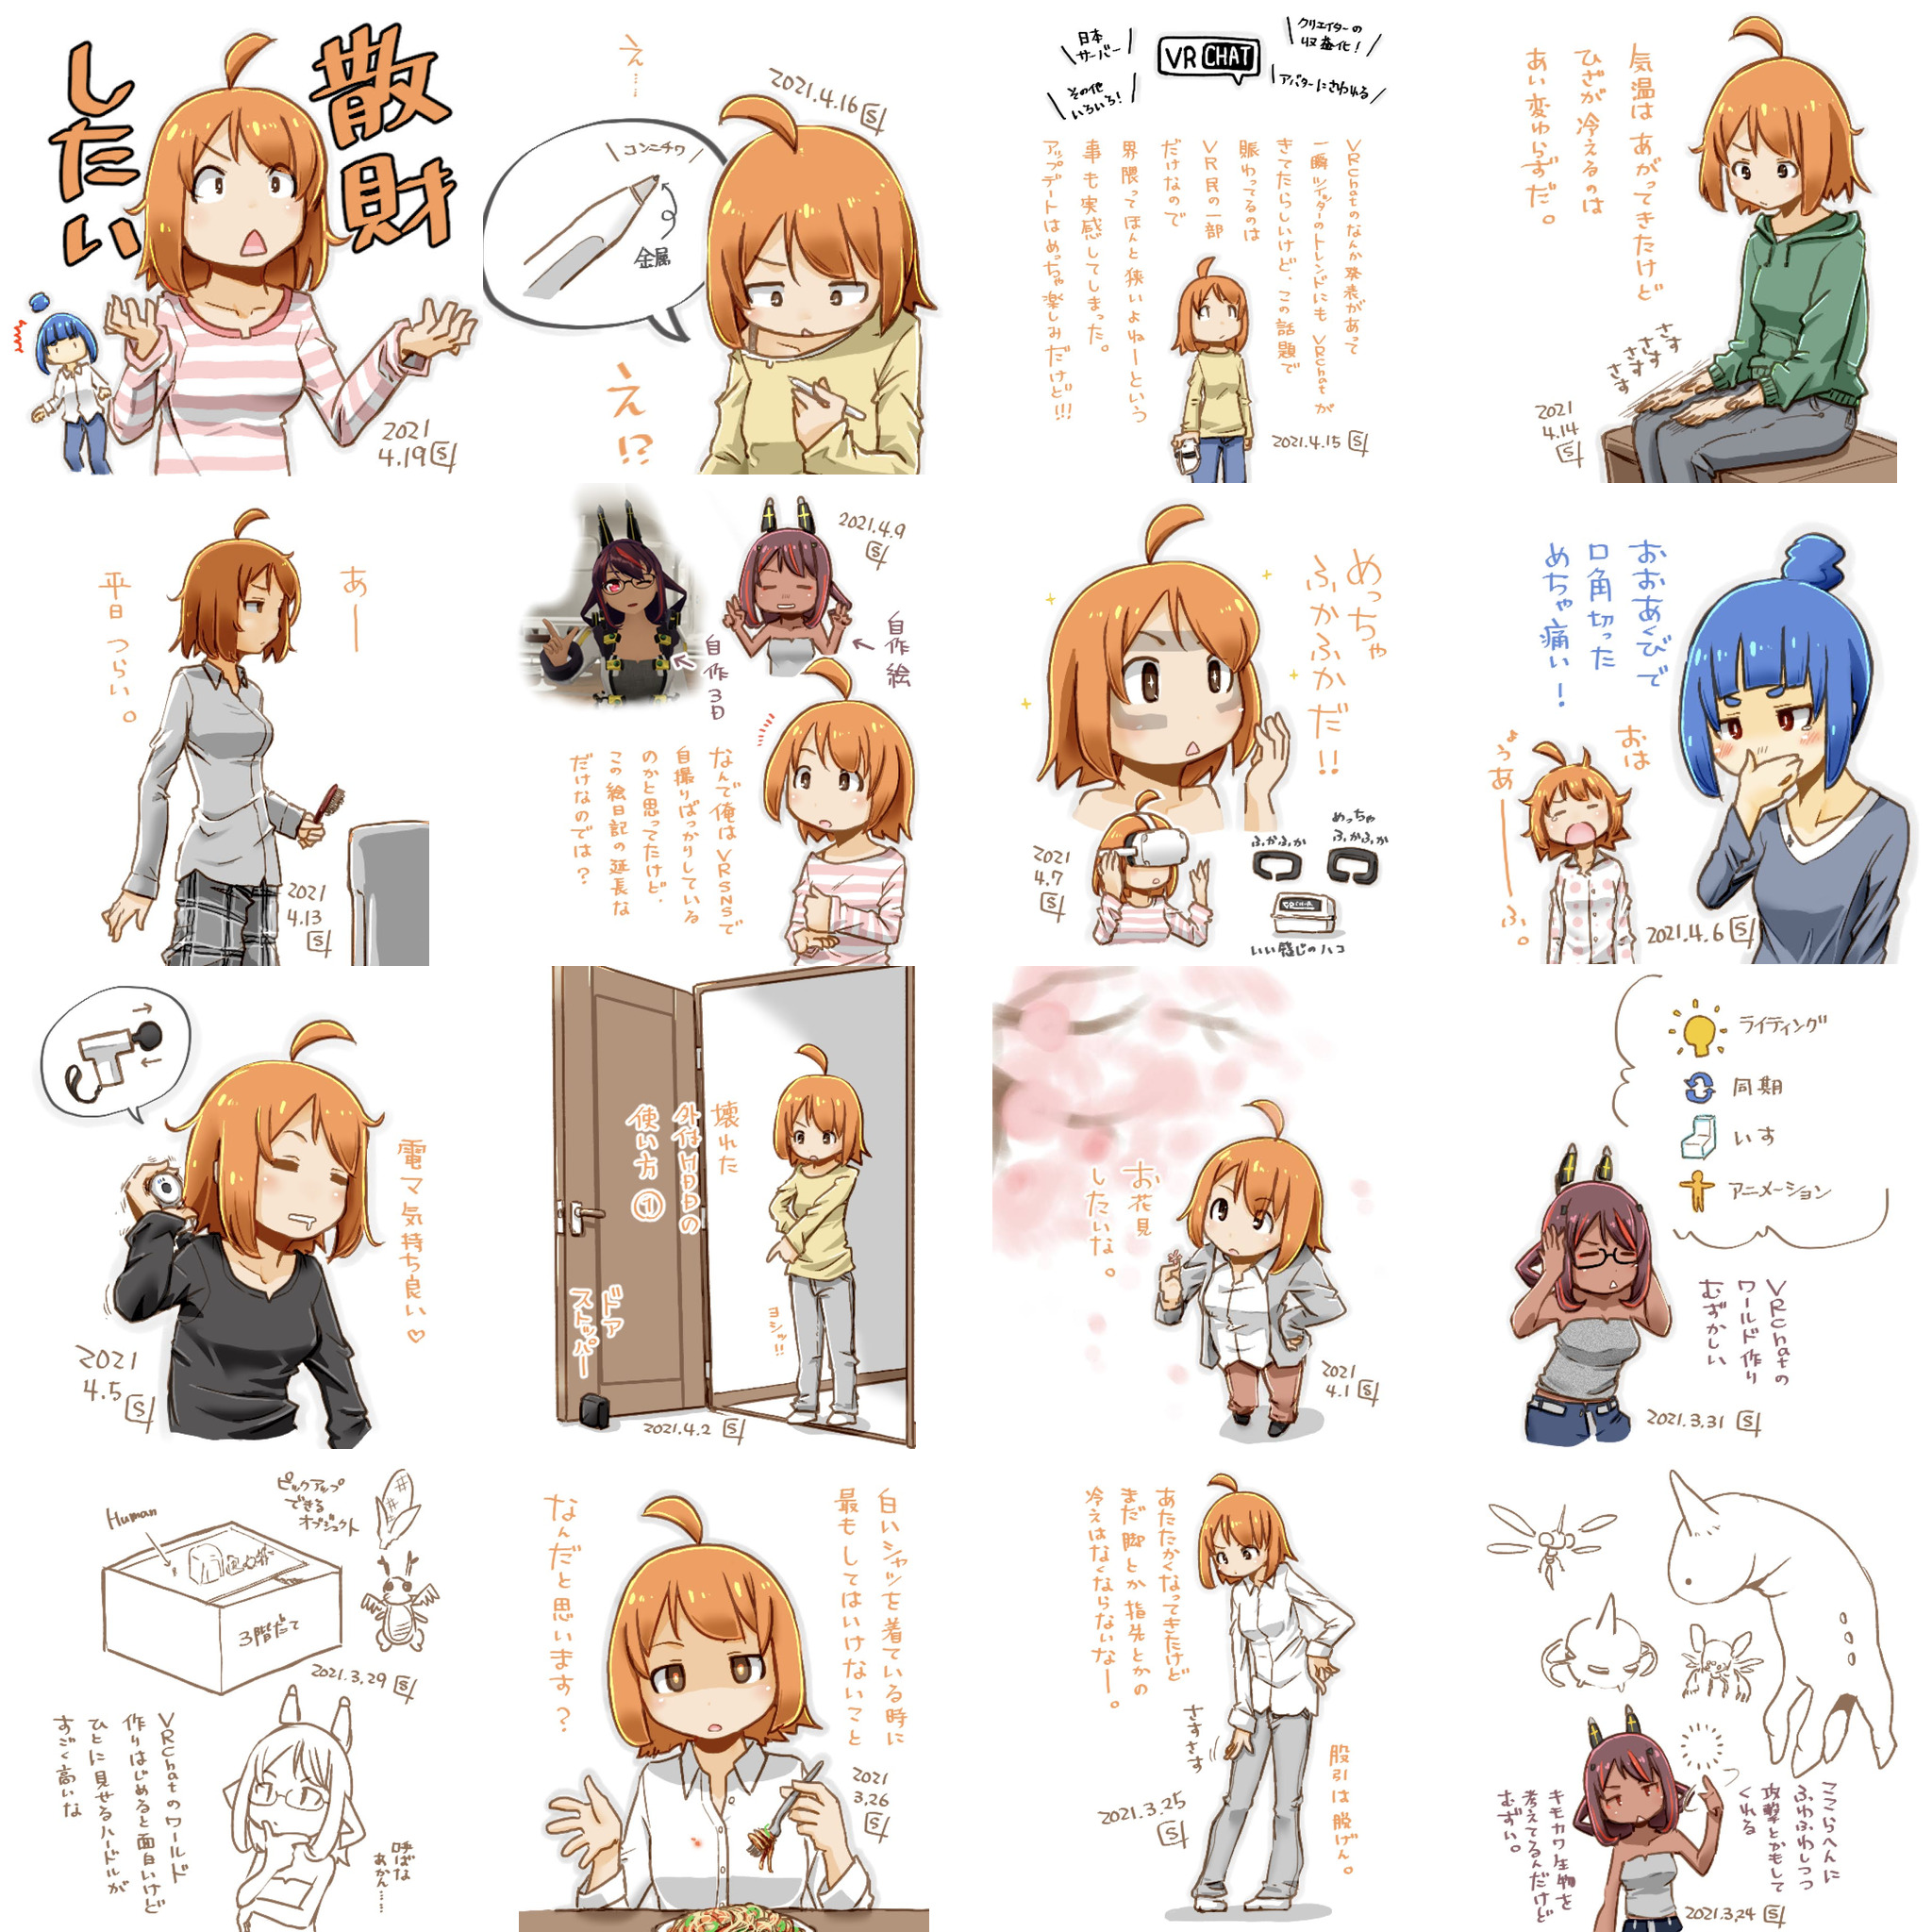 散財
したい
2021
4.19 S
え…
2021.4.16 S
\コンニチワ/
金属
え!?
\日本
サーバー/
VRCHAT
\クリエイターの
収益化！/
\その他
いろいろ！/
\アバターにさわれる/
VRChatのなんか発表があって
一瞬ツイッターのトレンドにも VRChatが
きてたらしいけど、この話題で
賑わってるのは
VR民の一部
だけなので
界隈ってほんと狭いよねーという
事も実感してしまった。
アップデートはめっちゃ楽しみだけど!!!
2021.4.15 S
気温は あがってきたけど
ひざが 冷えるのは
あい変わらずだ。
さす
さす
さす
さす
2021
4.14
S
あー
平日 つらい。
2021
4.13
S
2021.4.9
S
自作3D
自作絵
なんで俺は VRSNSで
自撮りばっかりしている
のかと思ってたけど、
この絵日記の延長な
だけなのでは？
めっちゃ
ふかふかだ!!
2021
4.7
S
ふかふか
めっちゃ
ふかふか
いい感じのハコ
おおあくびで
口角切った
めちゃ痛い！
おは
ようあーーふ。
2021.4.6 S
電マ気持ち良い♡
2021
4.5 S
壊れた
外付HDDの
使い方 ①
ドア
ストッパー
ヨシッ!!
2021.4.2 S
お花見
したいな。
2021
4.1 S
ライティング
同期
いす
アニメーション
VRChatの
ワールド作り
むずかしい
2021.3.31 S
Human
ピックアップ
できる
オブジェクト
3階だて
2021.3.29 S
VRChatのワールド
作りはじめると面白いけど
ひとに見せるハードルが
すごく高いな
呼ばな
あかん……
白いシャツを着ている時に
最もしてはいけないこと
なんだと思います？
2021
3.26
S
あたたかくなってきたけど
まだ脚とか指先とかの
冷えはなくならないなー。
さすさす
股引は脱げん。
2021.3.25
S
ここらへんに
ふわふわしつつ
攻撃とかもして
くれる
キモカワ生物を
考えてるんだけど
むずい。
2021.3.24 S